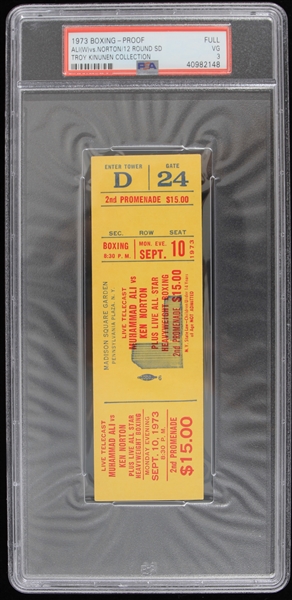 1973 BOXING - PROOF FULL
ALI(W)vs.NORTON/12 ROUND SD VG
TROY KINUNEN COLLECTION 3
PSA 40982148
ENTER TOWER GATE
D 24
2nd PROMENADE $15.00
SEC. ROW SEAT
BOXING MON. EVE. SEPT. 10 1973
8:30 P. M.
MADISON SQUARE GARDEN
PENNSYLVANIA PLAZA, N. Y.
LIVE TELECAST
MUHAMMAD ALI vs
KEN NORTON
PLUS LIVE ALL STAR
HEAVYWEIGHT BOXING
2nd PROMENADE $15.00
LIVE TELECAST
MUHAMMAD ALI vs
KEN NORTON
PLUS LIVE ALL STAR
HEAVYWEIGHT BOXING
MONDAY EVENING
SEPT. 10, 1973
8:30 P.M.
2nd PROMENADE
$15.00